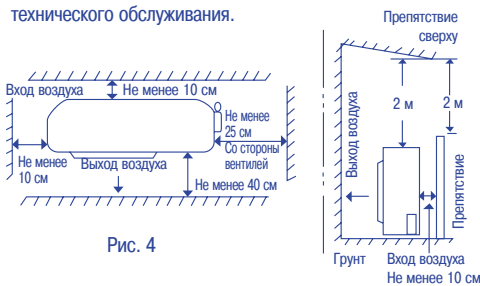 технического обслуживания.
Вход воздуха
Не менее 10 см
Не менее
25 см
Со стороны
вентилей
Не менее
10 см
Выход воздуха
Не менее 40 см
Рис. 4
Препятствие
сверху
2 м
2 м
Выход воздуха
Препятствие
Грунт
Вход воздуха
Не менее 10 см